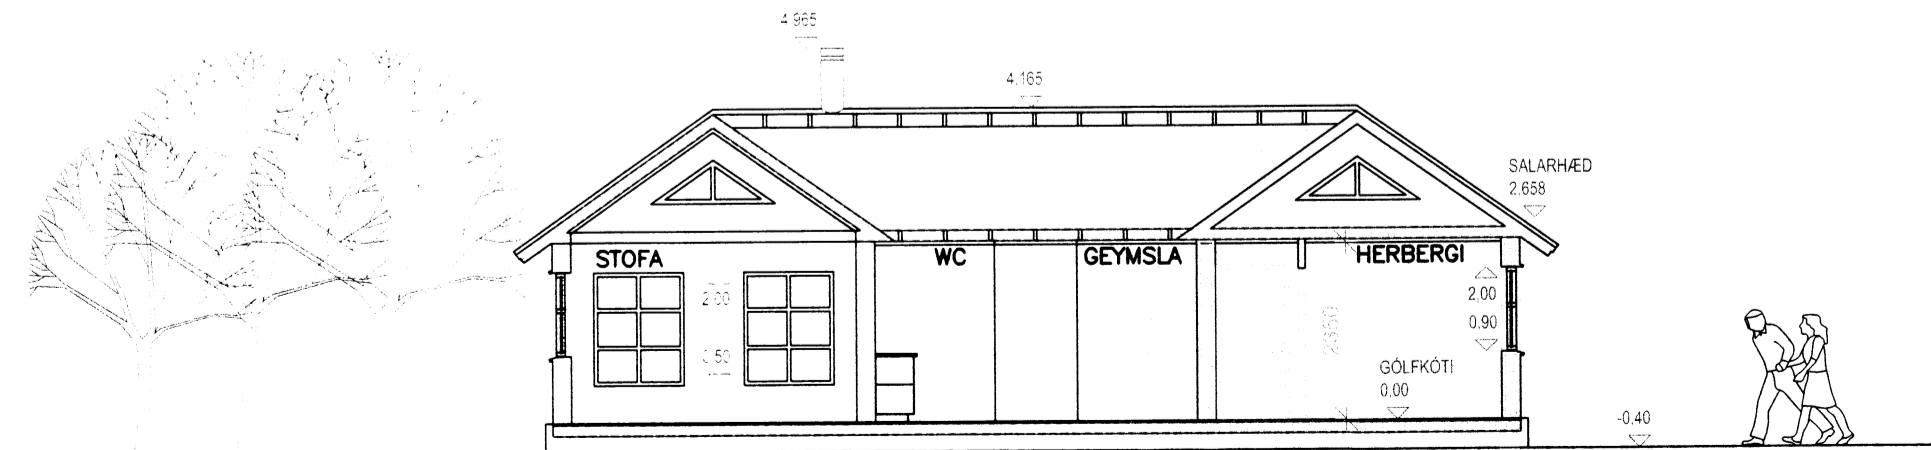 4.965
4.165
SALARHÆÐ
2.658
STOFA
WC
GEYMSLA
HERBERGI
2.00
2,00
0.90
0.50
2650
GÓLFKÓTI
0,00
-0,40